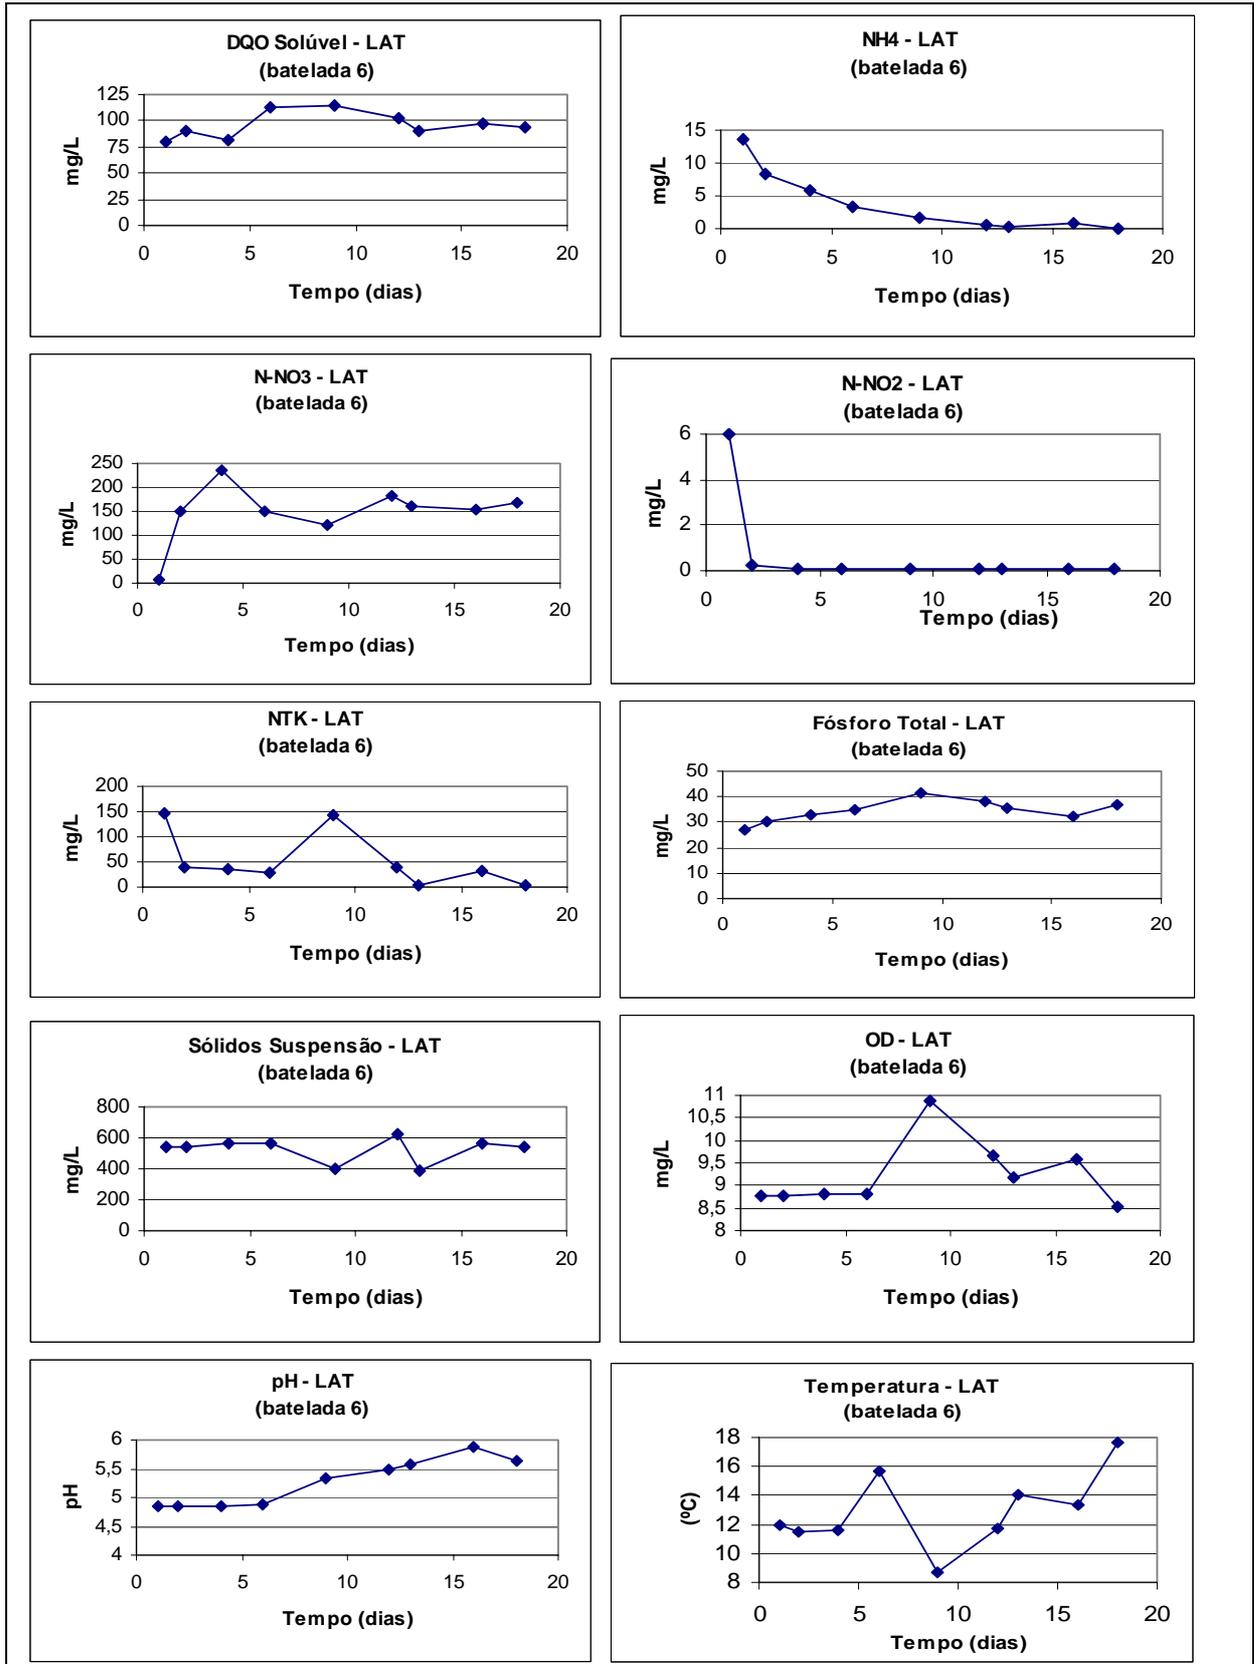 DQO Solúvel - LAT
(batelada 6)
125
100
75
50
25
0
mg/L
0 5 10 15 20
Tempo (dias)
NH4 - LAT
(batelada 6)
15
10
5
0
mg/L
0 5 10 15 20
Tempo (dias)
N-NO3 - LAT
(batelada 6)
250
200
150
100
50
0
mg/L
0 5 10 15 20
Tempo (dias)
N-NO2 - LAT
(batelada 6)
6
4
2
0
mg/L
0 5 10 15 20
Tempo (dias)
NTK - LAT
(batelada 6)
200
150
100
50
0
mg/L
0 5 10 15 20
Tempo (dias)
Fósforo Total - LAT
(batelada 6)
50
40
30
20
10
0
mg/L
0 5 10 15 20
Tempo (dias)
Sólidos Suspensão - LAT
(batelada 6)
800
600
400
200
0
mg/L
0 5 10 15 20
Tempo (dias)
OD - LAT
(batelada 6)
11
10,5
10
9,5
9
8,5
8
mg/L
0 5 10 15 20
Tempo (dias)
pH - LAT
(batelada 6)
6
5,5
5
4,5
4
pH
0 5 10 15 20
Tempo (dias)
Temperatura - LAT
(batelada 6)
18
16
14
12
10
8
(ºC)
0 5 10 15 20
Tempo (dias)